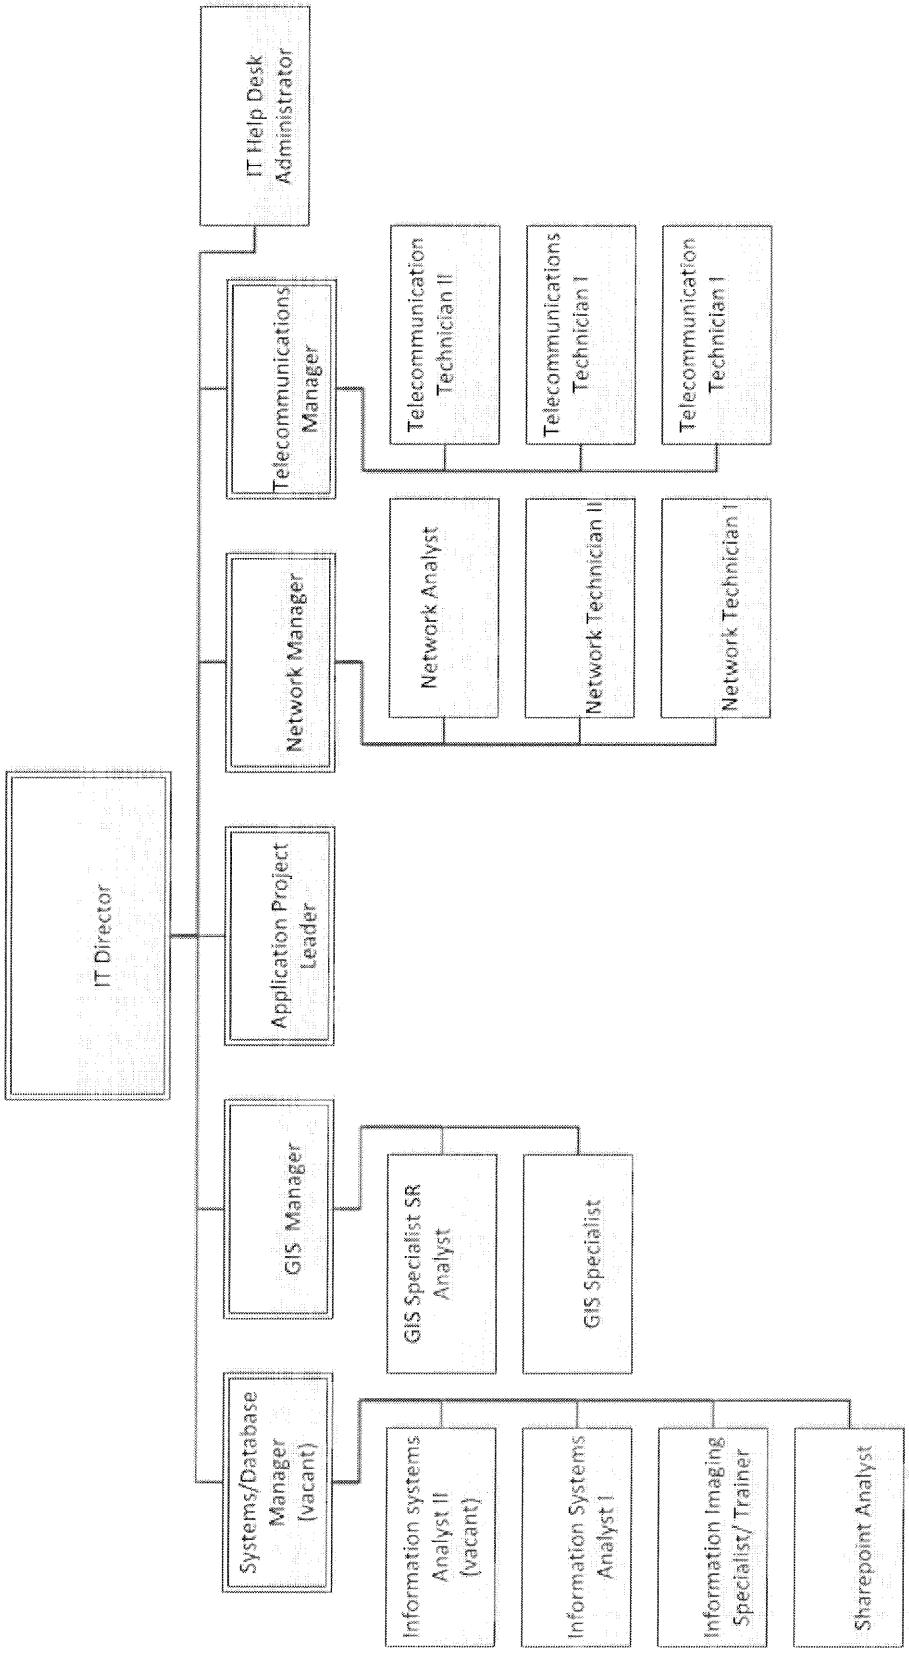 IT Director
Systems/Database
Manager
(vacant)
GIS Manager
Application Project
Leader
Network Manager
Telecommunications
Manager
IT Help Desk
Administrator
Information systems
Analyst II
(vacant)
Information Systems
Analyst I
Information Imaging
Specialist/ Trainer
Sharepoint Analyst
GIS Specialist SR
Analyst
GIS Specialist
Network Analyst
Network Technician II
Network Technician I
Telecommunication
Technician II
Telecommunications
Technician I
Telecommunication
Technician I